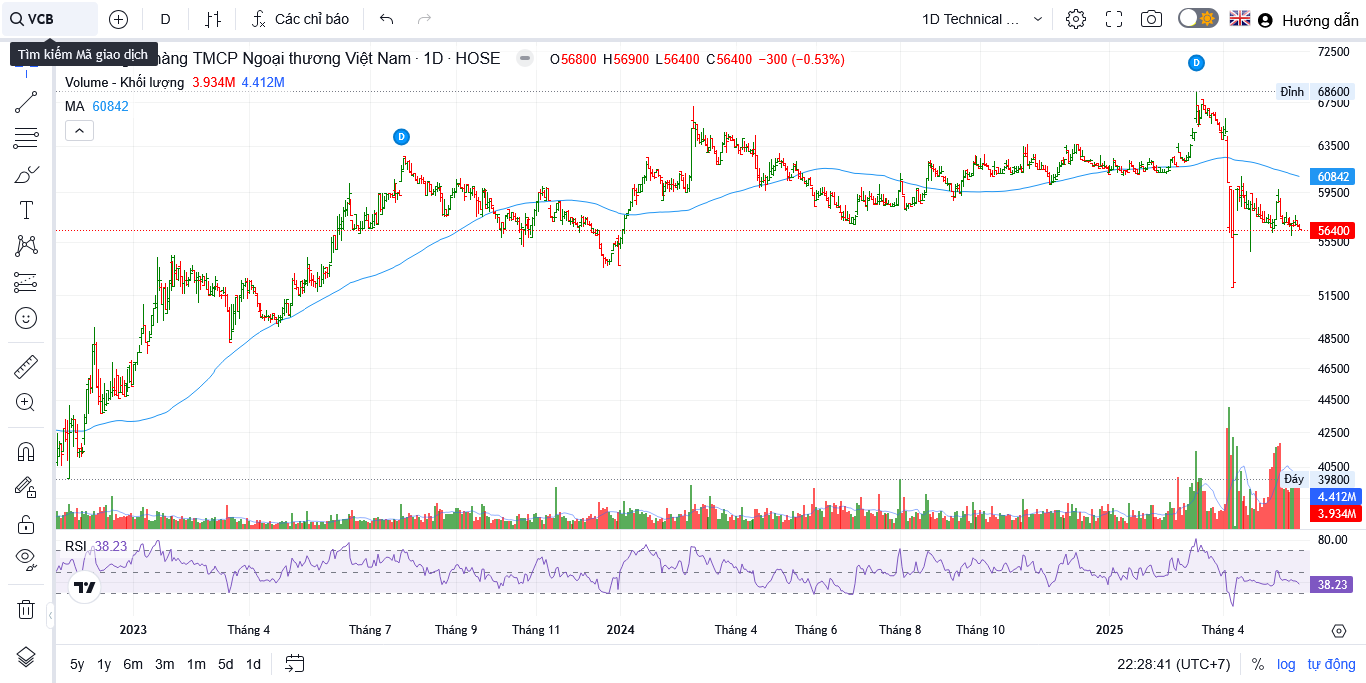 VCB D Các chỉ báo 1D Technical ... Hướng dẫn
Tìm kiếm Mã giao dịch
hàng TMCP Ngoại thương Việt Nam · 1D · HOSE O56800 H56900 L56400 C56400 −300 (−0.53%)
Volume - Khối lượng 3.934M 4.412M
MA 60842
D
D
72500
Đỉnh 68600
67500
63500
60842
59500
56400
55500
51500
48500
46500
44500
42500
40500
Đáy 39800
4.412M
3.934M
RSI 38.23
80.00
38.23
2023 Tháng 4 Tháng 7 Tháng 9 Tháng 11 2024 Tháng 4 Tháng 6 Tháng 8 Tháng 10 2025 Tháng 4
5y 1y 6m 3m 1m 5d 1d 22:28:41 (UTC+7) % log tự động